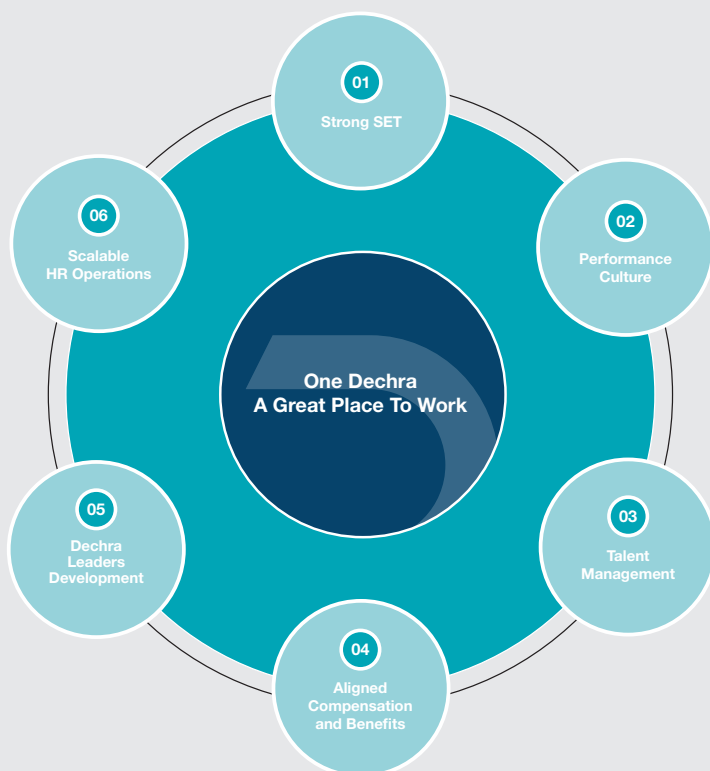 01
Strong SET
02
Performance
Culture
03
Talent
Management
04
Aligned
Compensation
and Benefits
05
Dechra
Leaders
Development
06
Scalable
HR Operations
One Dechra
A Great Place To Work